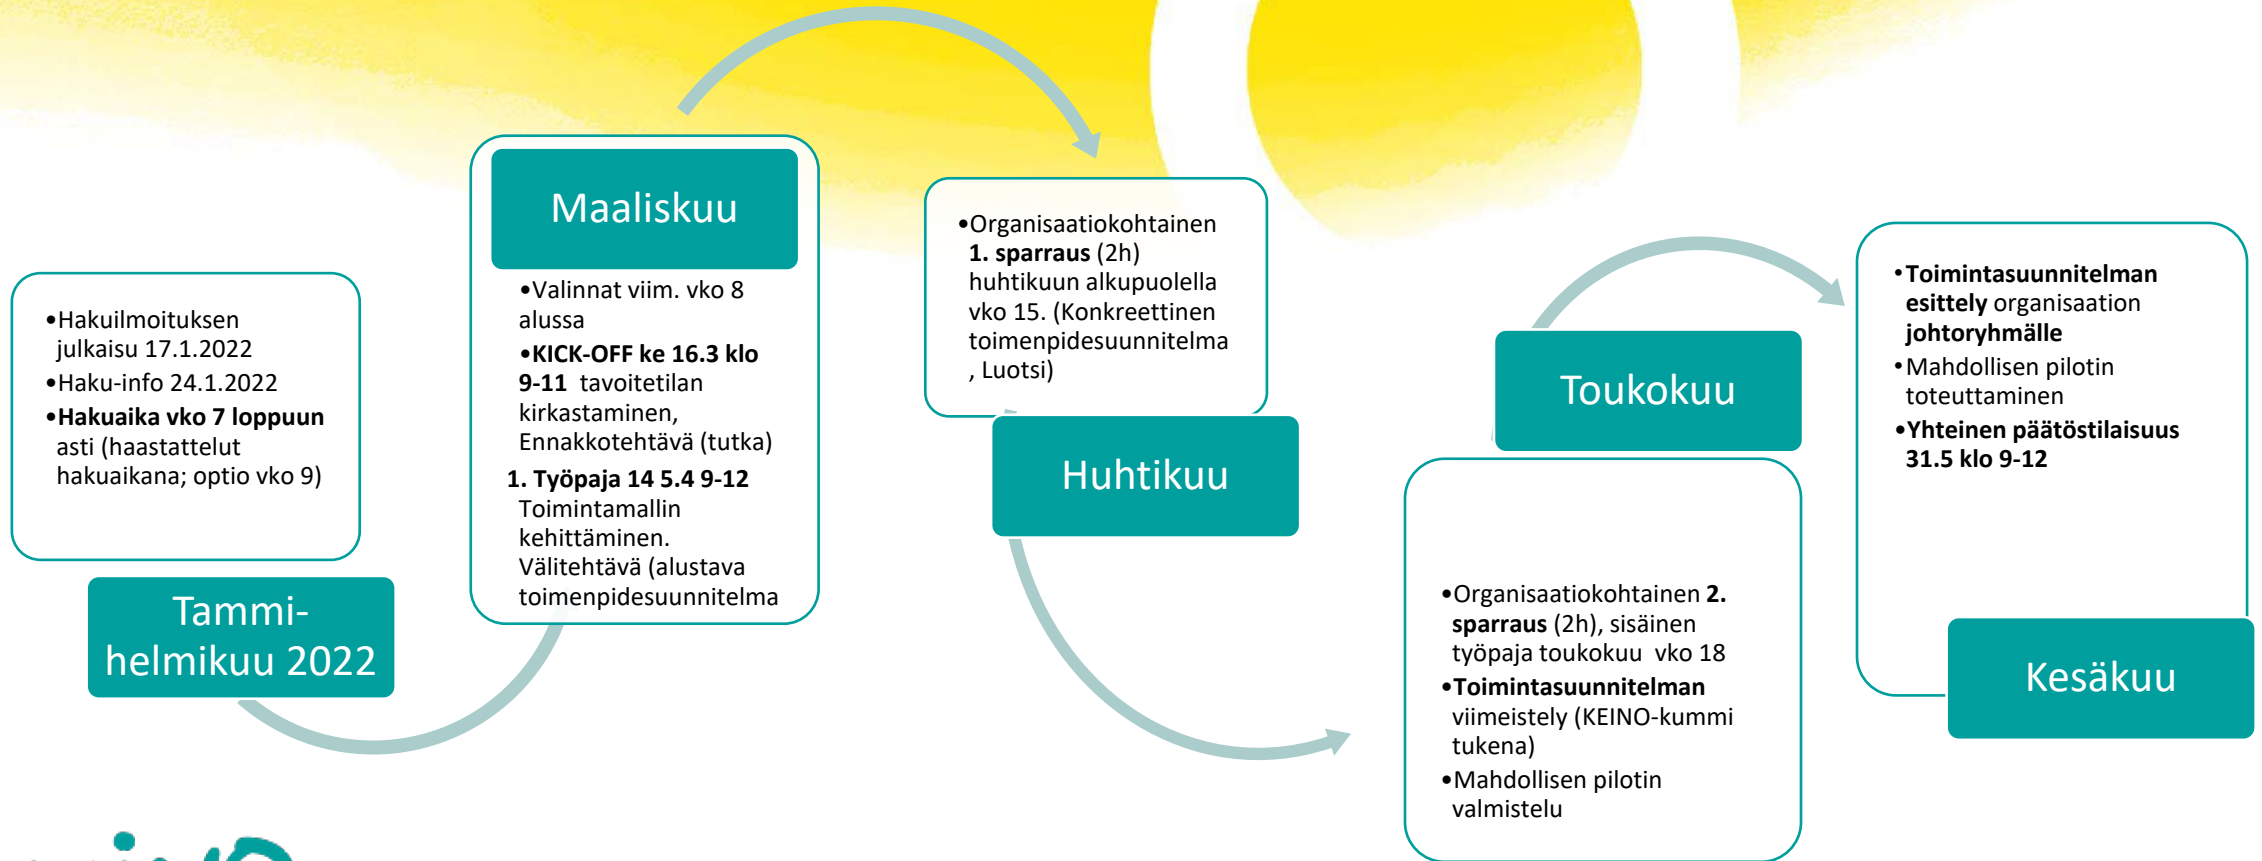 •Hakuilmoituksen
julkaisu 17.1.2022
•Haku-info 24.1.2022
•Hakuaika vko 7 loppuun
asti (haastattelut
hakuaikana; optio vko 9)
Tammi-
helmikuu 2022
Maaliskuu
•Valinnat viim. vko 8
alussa
•KICK-OFF ke 16.3 klo
9-11 tavoitetilan
kirkastaminen,
Ennakkotehtävä (tutka)
1. Työpaja 14 5.4 9-12
Toimintamallin
kehittäminen.
Välitehtävä (alustava
toimenpidesuunnitelma
•Organisaatiokohtainen
1. sparraus (2h)
huhtikuun alkupuolella
vko 15. (Konkreettinen
toimenpidesuunnitelma
, Luotsi)
Huhtikuu
Toukokuu
•Organisaatiokohtainen 2.
sparraus (2h), sisäinen
työpaja toukokuu vko 18
•Toimintasuunnitelman
viimeistely (KEINO-kummi
tukena)
•Mahdollisen pilotin
valmistelu
•Toimintasuunnitelman
esittely organisaation
johtoryhmälle
•Mahdollisen pilotin
toteuttaminen
•Yhteinen päätöstilaisuus
31.5 klo 9-12
Kesäkuu